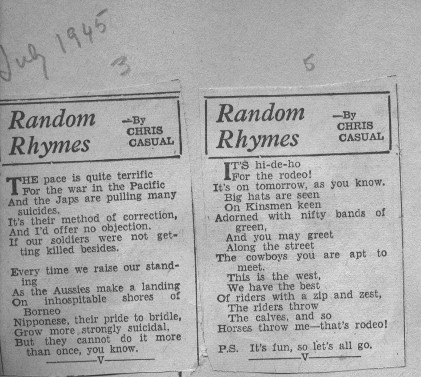 July 1945
3
5
Random
Rhymes
—By
CHRIS
CASUAL
THE pace is quite terrific
For the war in the Pacific
And the Japs are pulling many
suicides,
It's their method of correction,
And I'd offer no objection.
If our soldiers were not get-
ting killed besides.
Every time we raise our stand-
ing
As the Aussies make a landing
On inhospitable shores of
Borneo
Nipponese, their pride to bridle,
Grow more strongly suicidal,
But they cannot do it more
than once, you know.
V
Random
Rhymes
—By
CHRIS
CASUAL
IT'S hi-de-ho
For the rodeo!
It's on tomorrow, as you know.
Big hats are seen
On Kinsmen keen
Adorned with nifty bands of
green,
And you may greet
Along the street
The cowboys you are apt to
meet.
This is the west,
We have the best
Of riders with a zip and zest,
The riders throw
The calves, and so
Horses throw me—that's rodeo!
P.S. It's fun, so let's all go.
V